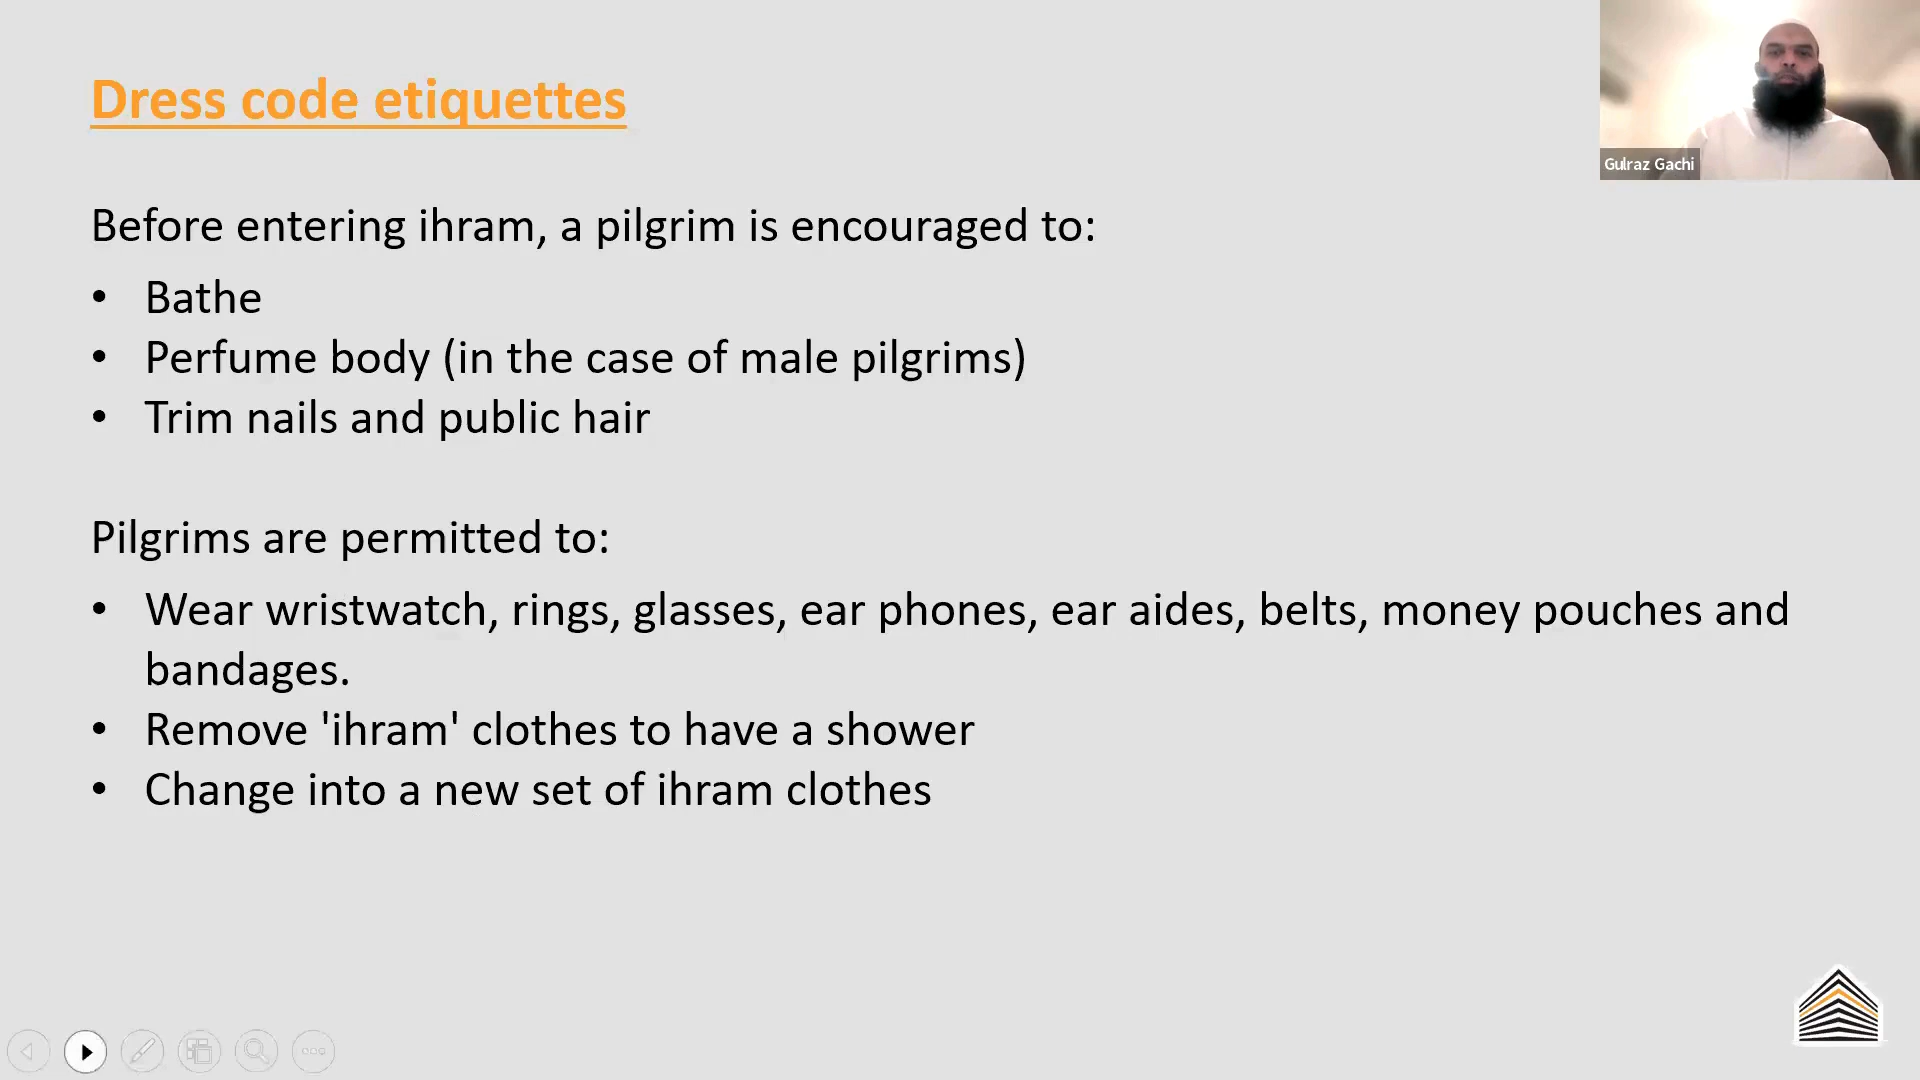 Dress code etiquettes
Gulraz Gachi
Before entering ihram, a pilgrim is encouraged to:
• Bathe
• Perfume body (in the case of male pilgrims)
• Trim nails and public hair
Pilgrims are permitted to:
• Wear wristwatch, rings, glasses, ear phones, ear aides, belts, money pouches and
bandages.
• Remove 'ihram' clothes to have a shower
• Change into a new set of ihram clothes